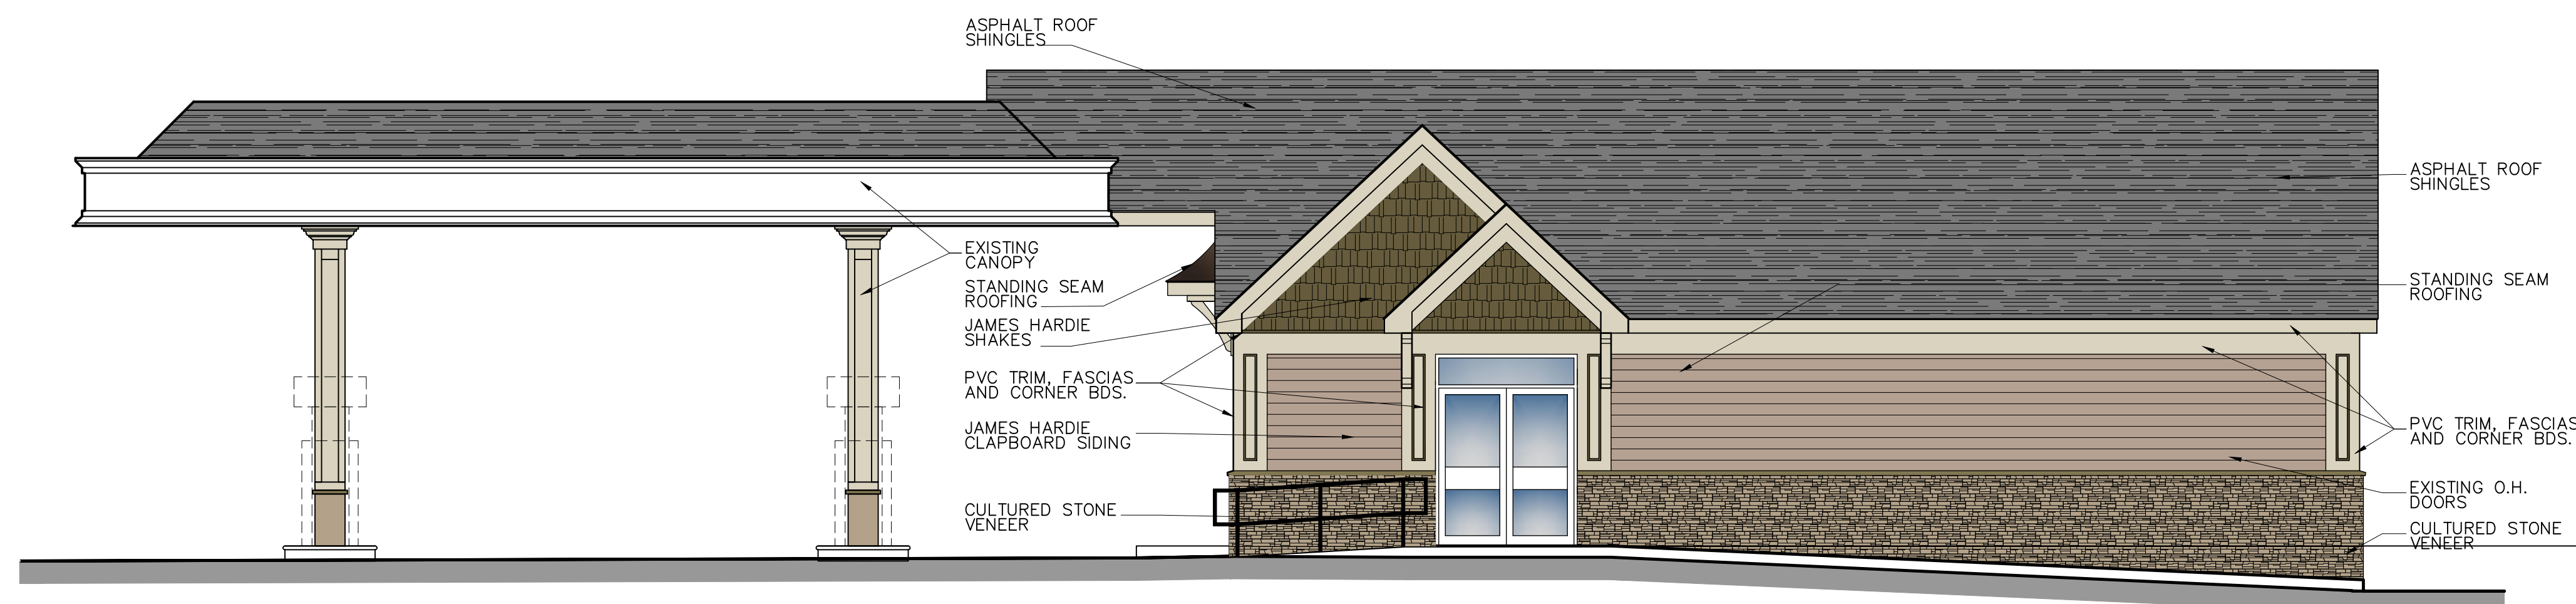 ASPHALT ROOF
SHINGLES
EXISTING
CANOPY
STANDING SEAM
ROOFING
JAMES HARDIE
SHAKES
PVC TRIM, FASCIAS
AND CORNER BDS.
JAMES HARDIE
CLAPBOARD SIDING
CULTURED STONE
VENEER
ASPHALT ROOF
SHINGLES
STANDING SEAM
ROOFING
PVC TRIM, FASCIAS
AND CORNER BDS.
EXISTING O.H.
DOORS
CULTURED STONE
VENEER